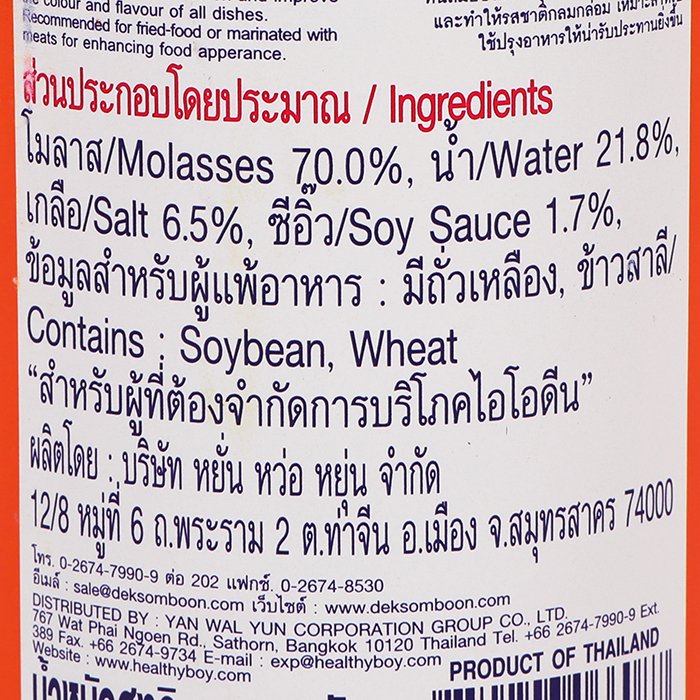 colour and flavour of all dishes.
Recommended for fried-food or marinated with
meats for enhancing food apperance.
และทำให้รสชาติกลมกล่อม
ใช้ปรุงอาหารให้น่ารับประทานยิ่งขึ้น
ส่วนประกอบโดยประมาณ / Ingredients
โมลาส/Molasses 70.0%, น้ำ/Water 21.8%,
เกลือ/Salt 6.5%, ซีอิ๊ว/Soy Sauce 1.7%,
ข้อมูลสำหรับผู้แพ้อาหาร : มีถั่วเหลือง, ข้าวสาลี/
Contains : Soybean, Wheat
“สำหรับผู้ที่ต้องจำกัดการบริโภคไอโอดีน”
ผลิตโดย : บริษัท หยั่น หว่อ หยุ่น จำกัด
12/8 หมู่ที่ 6 ถ.พระราม 2 ต.ท่าจีน อ.เมือง จ.สมุทรสาคร 74000
โทร. 0-2674-7990-9 ต่อ 202 แฟกซ์. 0-2674-8530
อีเมล์ : sale@deksomboon.com เว็บไซต์ : www.deksomboon.com
DISTRIBUTED BY : YAN WAL YUN CORPORATION GROUP CO., LTD.
767 Wat Phai Ngoen Rd., Sathorn, Bangkok 10120 Thailand Tel. +66 2674-7990-9 Ext.
389 Fax. +66 2674-9734 E-mail : exp@healthyboy.com
Website : www.healthyboy.com
PRODUCT OF THAILAND